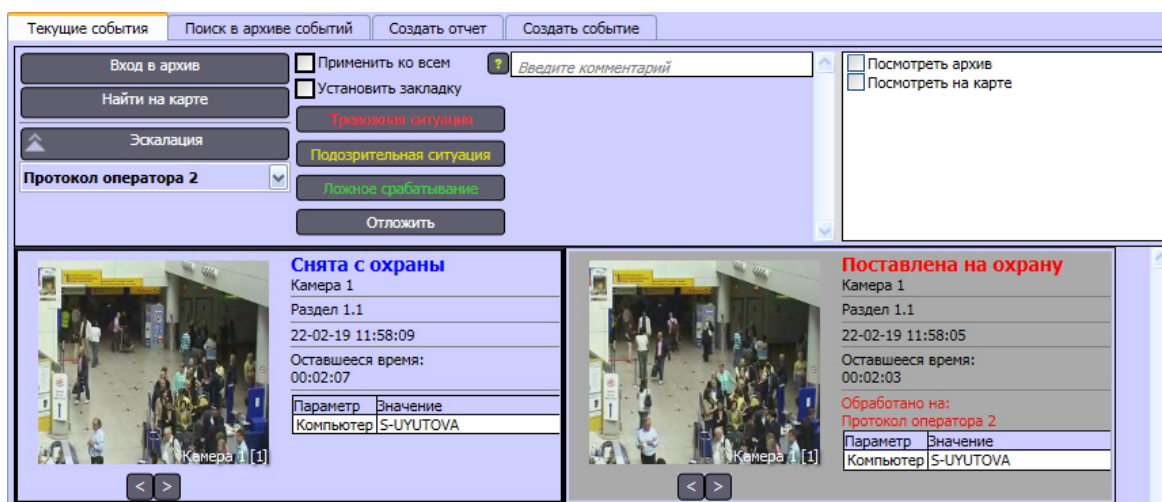 Текущие события
Поиск в архиве событий
Создать отчет
Создать событие
Вход в архив
Найти на карте
Эскалация
Протокол оператора 2
Применить ко всем
?
Установить закладку
Тревожная ситуация
Подозрительная ситуация
Ложное срабатывание
Отложить
Введите комментарий
Посмотреть архив
Посмотреть на карте
Камера 1 [1]
< >
Снята с охраны
Камера 1
Раздел 1.1
22-02-19 11:58:09
Оставшееся время:
00:02:07
Параметр Значение
Компьютер S-UYUTOVA
Камера 1 [1]
< >
Поставлена на охрану
Камера 1
Раздел 1.1
22-02-19 11:58:05
Оставшееся время:
00:02:03
Обработано на:
Протокол оператора 2
Параметр Значение
Компьютер S-UYUTOVA